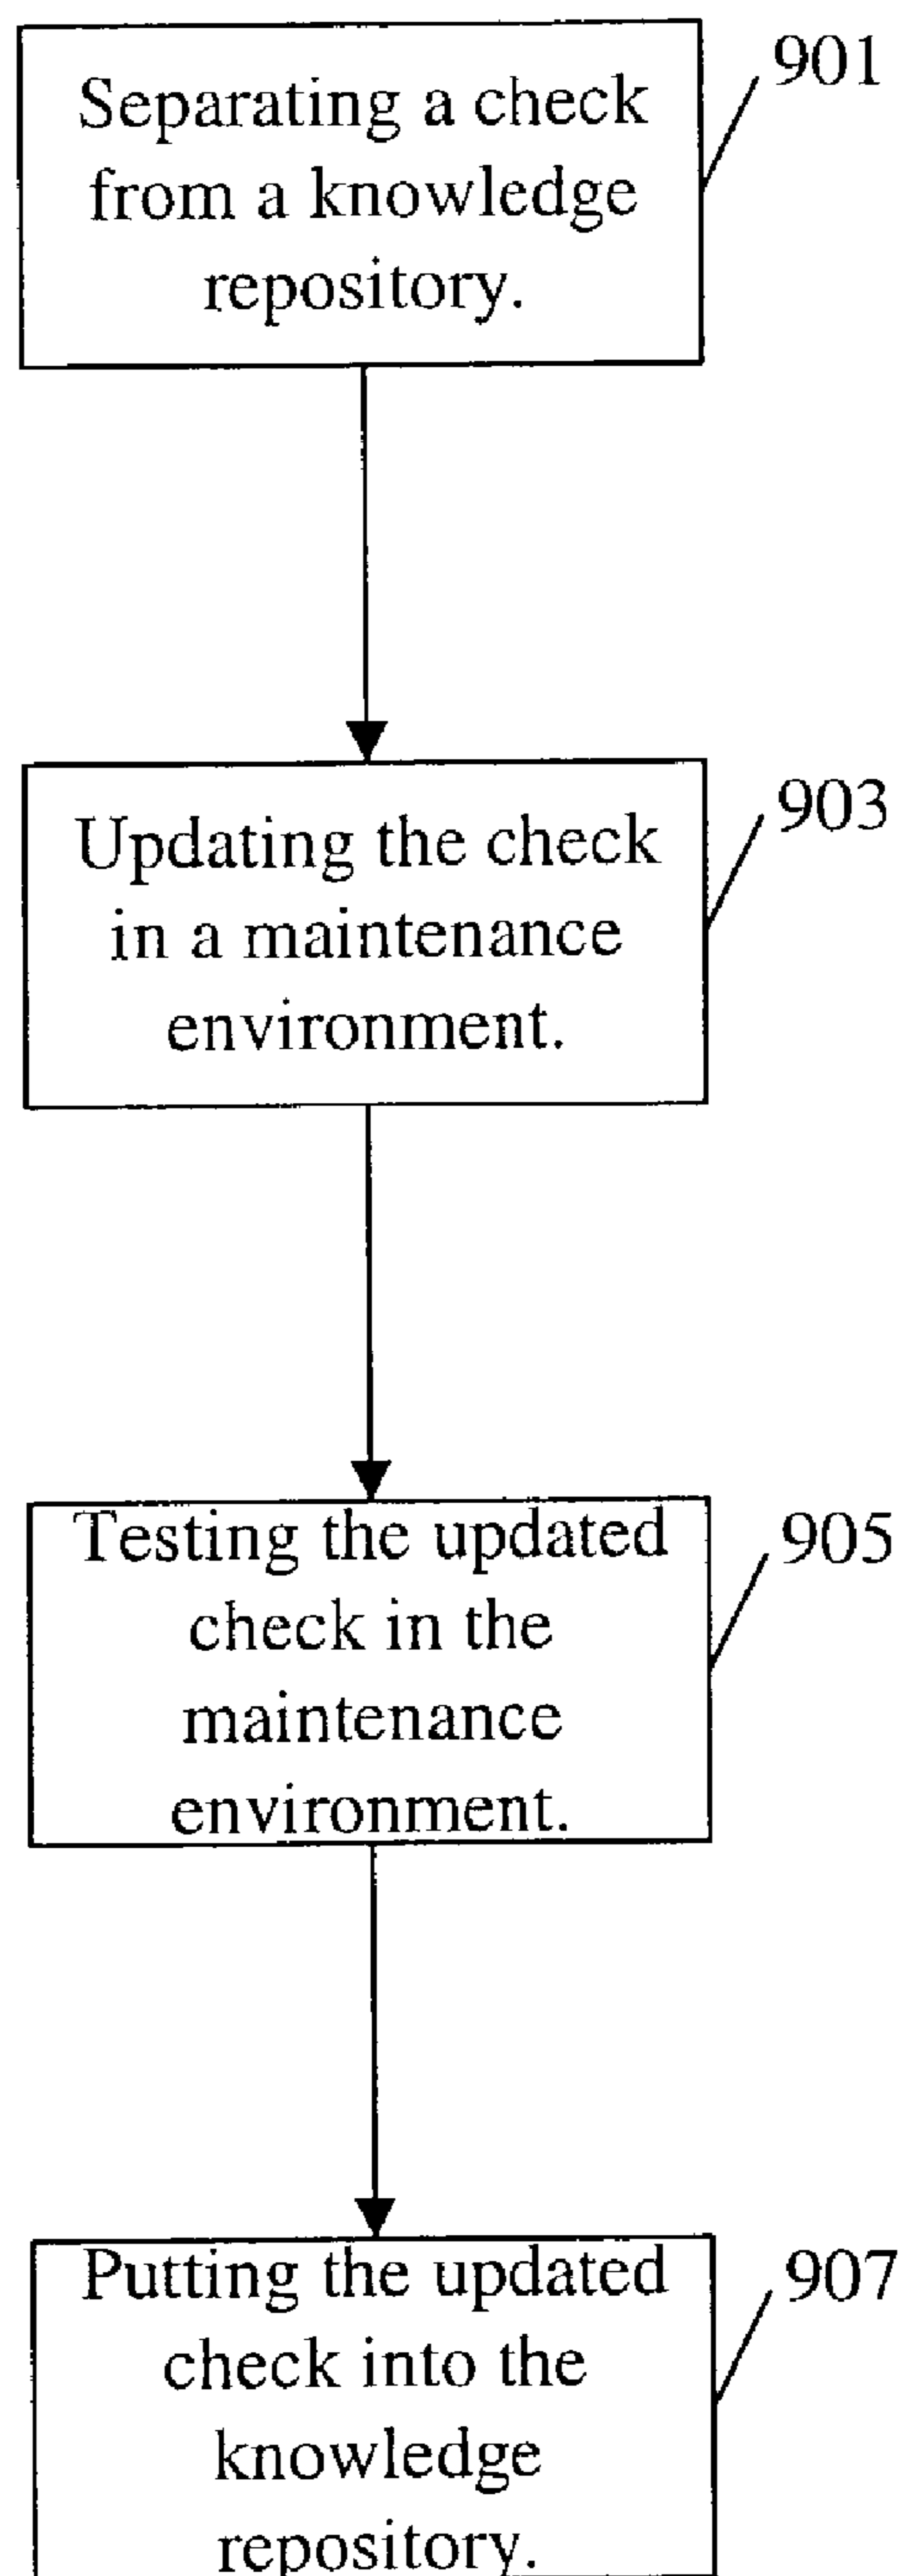 Separating a check
from a knowledge
repository.
901
Updating the check
in a maintenance
environment.
903
Testing the updated
check in the
maintenance
environment.
905
Putting the updated
check into the
knowledge
repository.
907